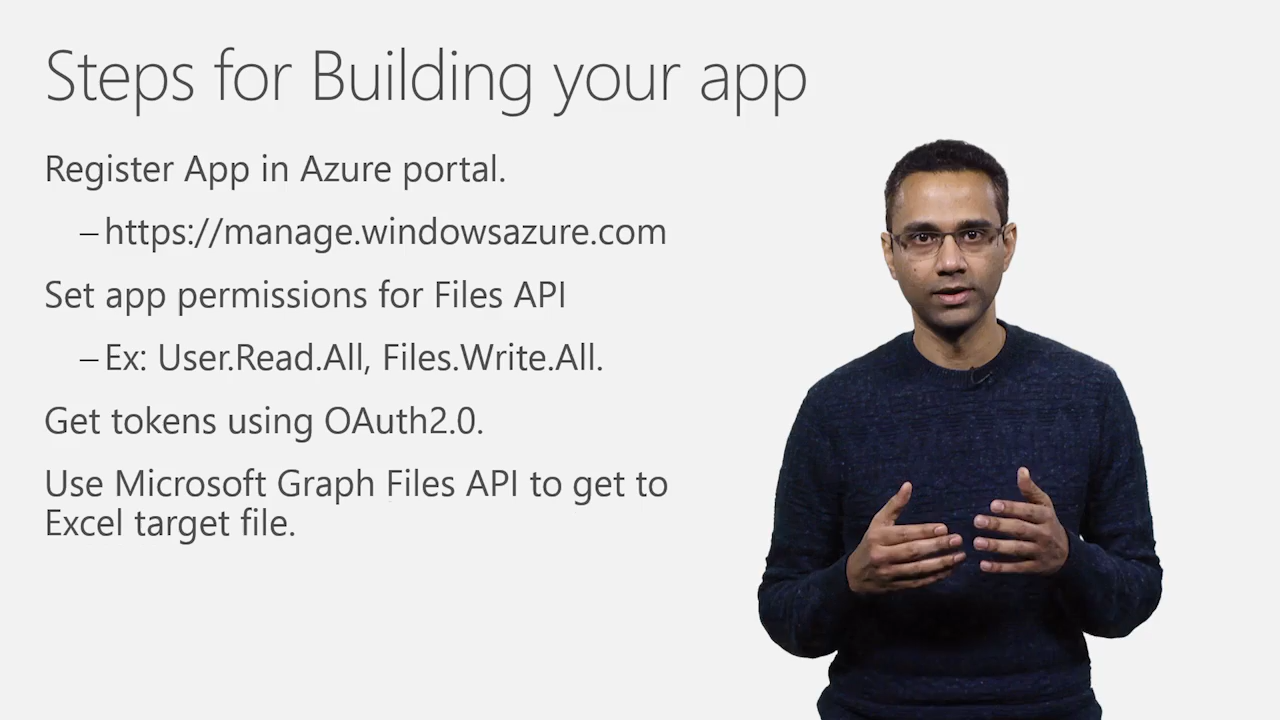 Steps for Building your app
Register App in Azure portal.
– https://manage.windowsazure.com
Set app permissions for Files API
– Ex: User.Read.All, Files.Write.All.
Get tokens using OAuth2.0.
Use Microsoft Graph Files API to get to
Excel target file.